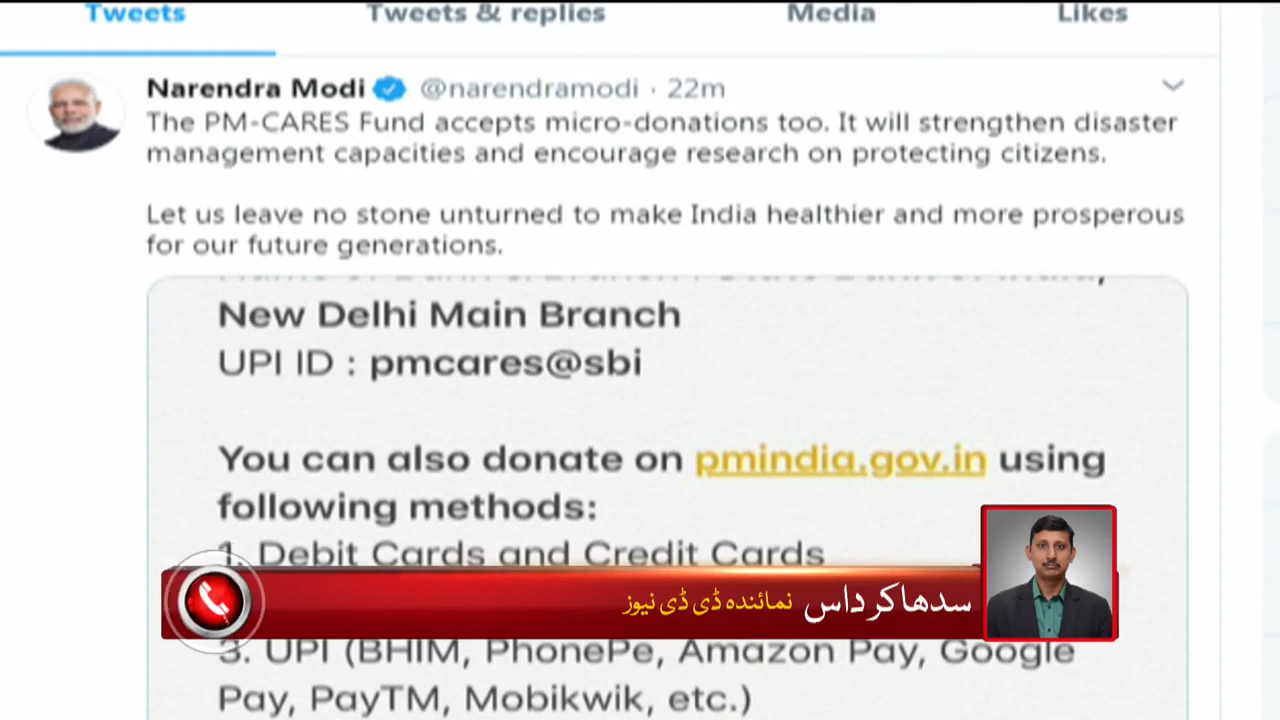 Tweets Tweets & replies Media Likes
Narendra Modi @narendramodi · 22m
The PM-CARES Fund accepts micro-donations too. It will strengthen disaster
management capacities and encourage research on protecting citizens.
Let us leave no stone unturned to make India healthier and more prosperous
for our future generations.
New Delhi Main Branch
UPI ID : pmcares@sbi
You can also donate on pmindia.gov.in using
following methods:
1. Debit Cards and Credit Cards
سدھاکر داس نمائندہ ڈی ڈی نیوز
3. UPI (BHIM, PhonePe, Amazon Pay, Google
Pay, PayTM, Mobikwik, etc.)